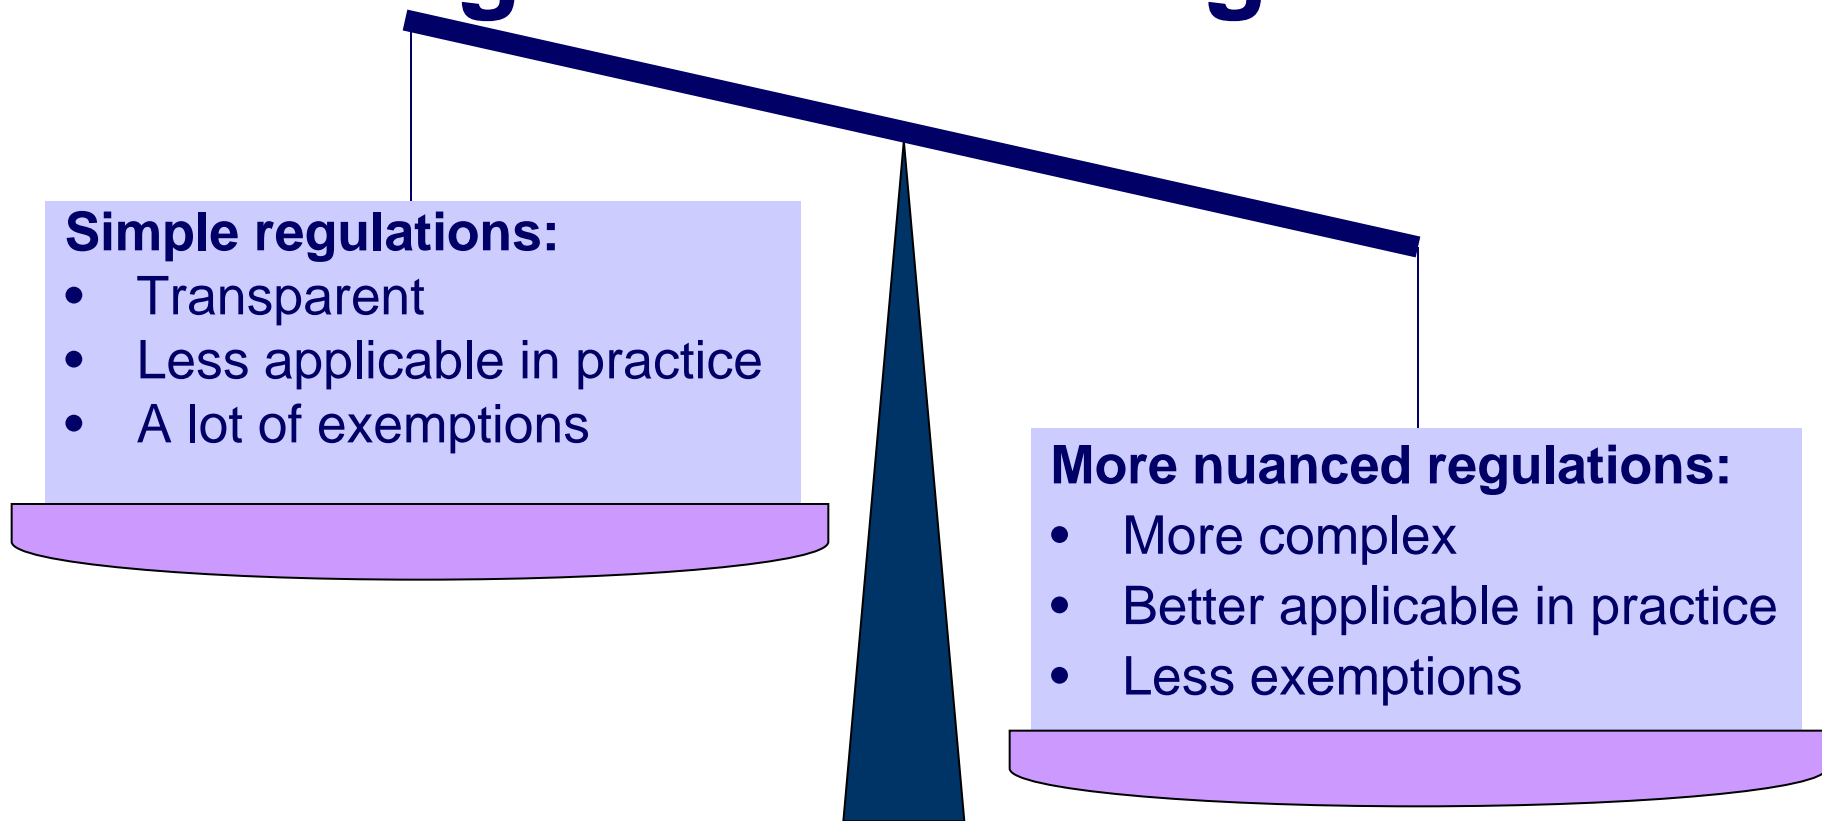 Simple regulations:
• Transparent
• Less applicable in practice
• A lot of exemptions
More nuanced regulations:
• More complex
• Better applicable in practice
• Less exemptions